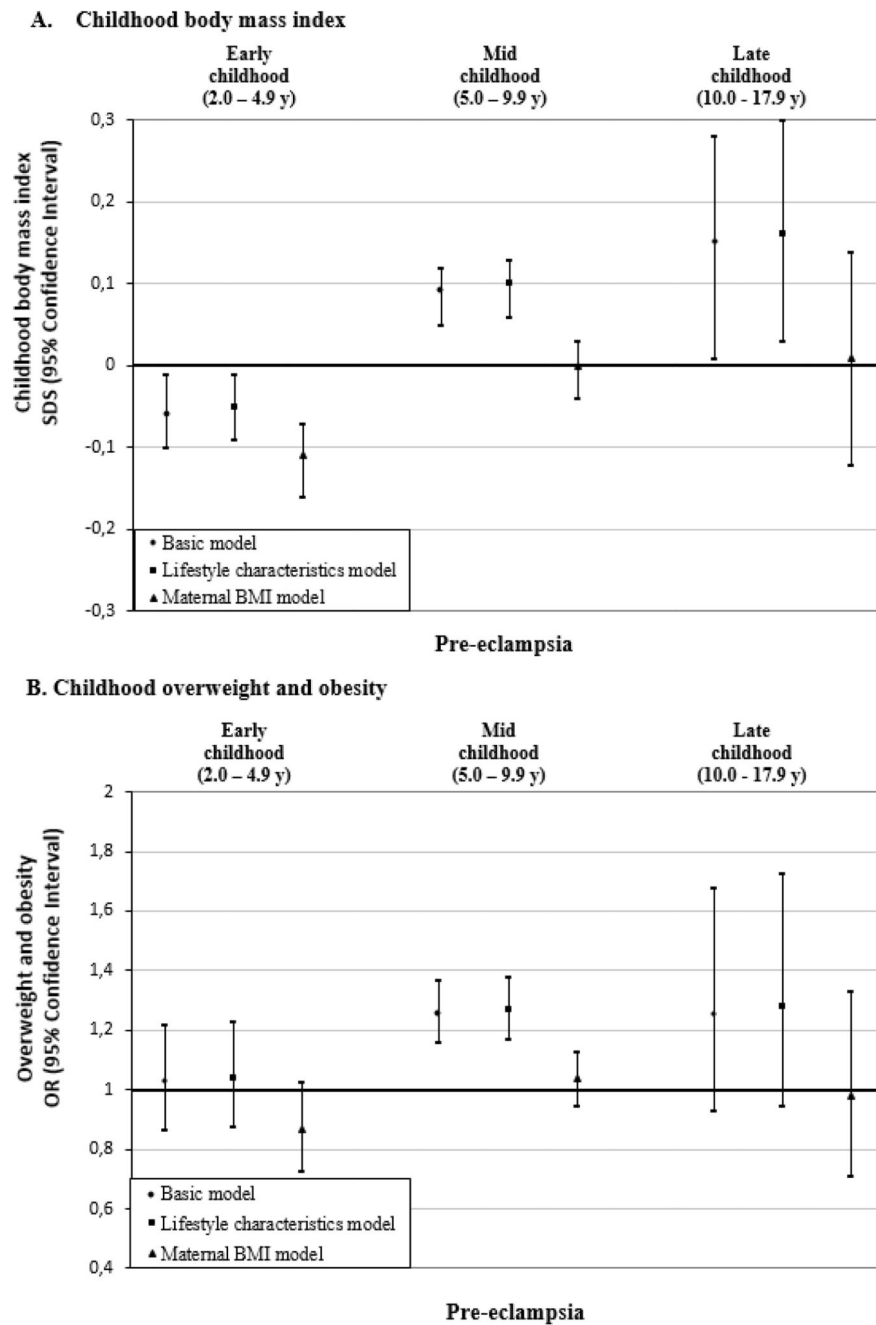 A. Childhood body mass index
Early
childhood
(2.0 – 4.9 y)
Mid
childhood
(5.0 – 9.9 y)
Late
childhood
(10.0 - 17.9 y)
Childhood body mass index
SDS (95% Confidence Interval)
0,3
0,2
0,1
0
-0,1
-0,2
-0,3
Basic model
Lifestyle characteristics model
Maternal BMI model
Pre-eclampsia
B. Childhood overweight and obesity
Early
childhood
(2.0 – 4.9 y)
Mid
childhood
(5.0 – 9.9 y)
Late
childhood
(10.0 - 17.9 y)
Overweight and obesity
OR (95% Confidence Interval)
2
1,8
1,6
1,4
1,2
1
0,8
0,6
0,4
Basic model
Lifestyle characteristics model
Maternal BMI model
Pre-eclampsia